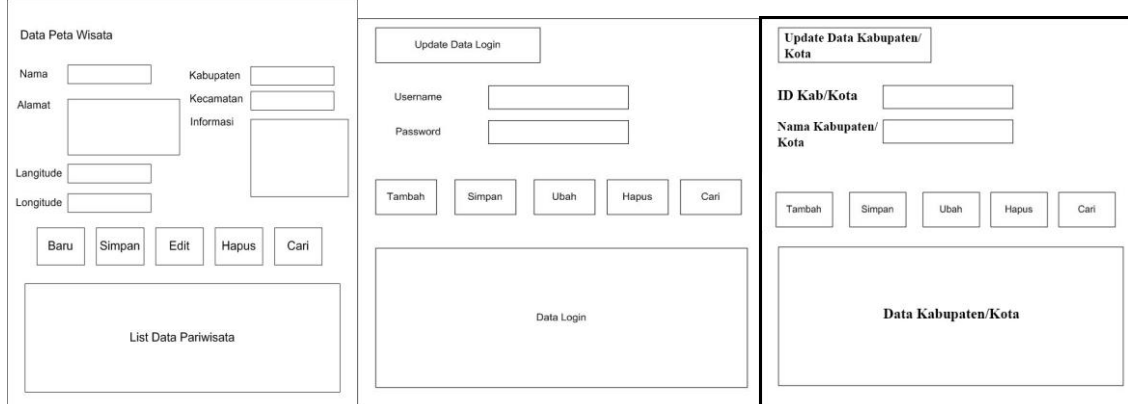 Data Peta Wisata
Nama
Alamat
Langitude
Longitude
Kabupaten
Kecamatan
Informasi
Baru Simpan Edit Hapus Cari
List Data Pariwisata
Update Data Login
Username
Password
Tambah Simpan Ubah Hapus Cari
Data Login
Update Data Kabupaten/
Kota
ID Kab/Kota
Nama Kabupaten/
Kota
Tambah Simpan Ubah Hapus Cari
Data Kabupaten/Kota